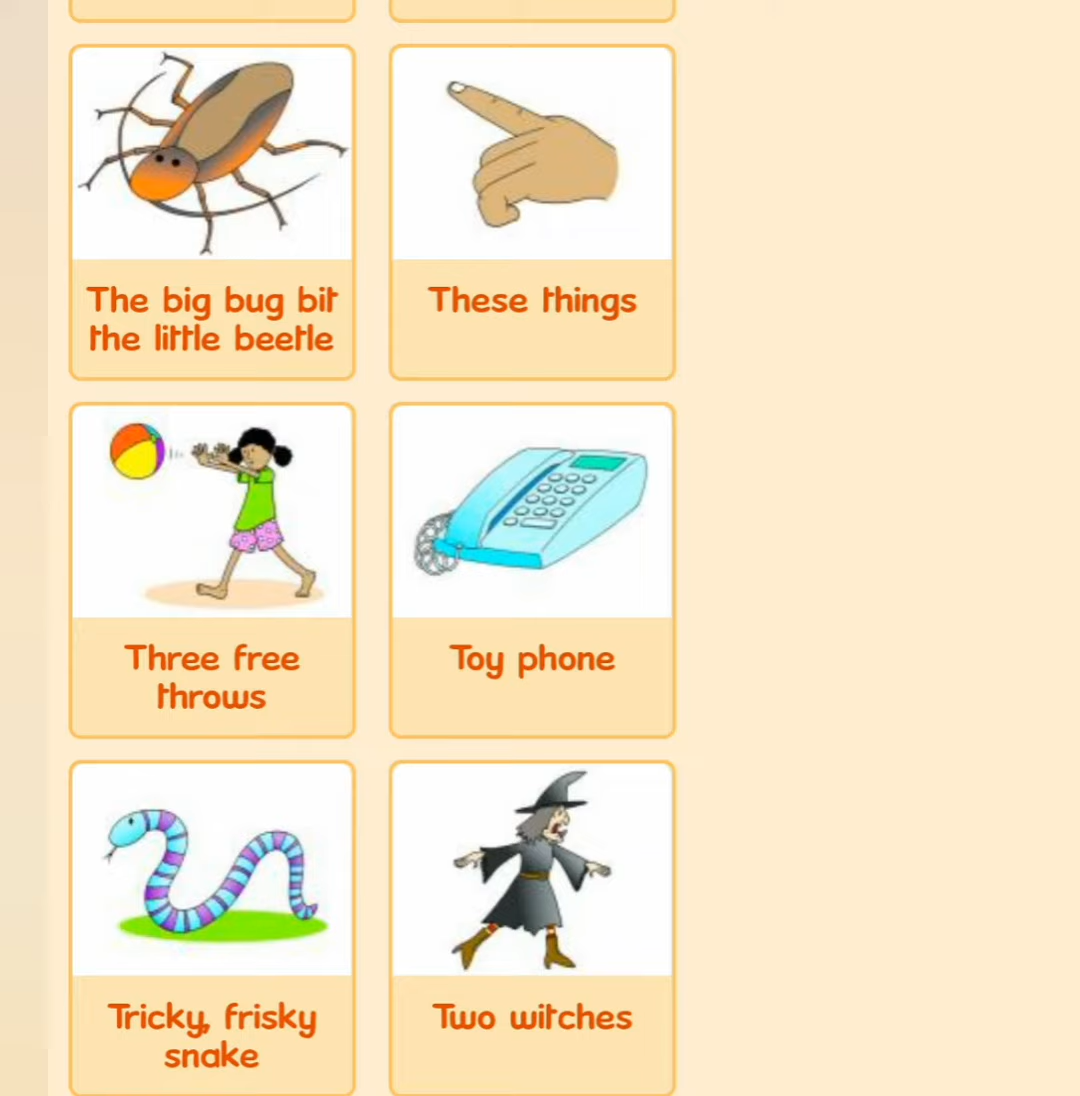 The big bug bit
the little beetle
These things
Three free
throws
Toy phone
Tricky, frisky
snake
Two witches